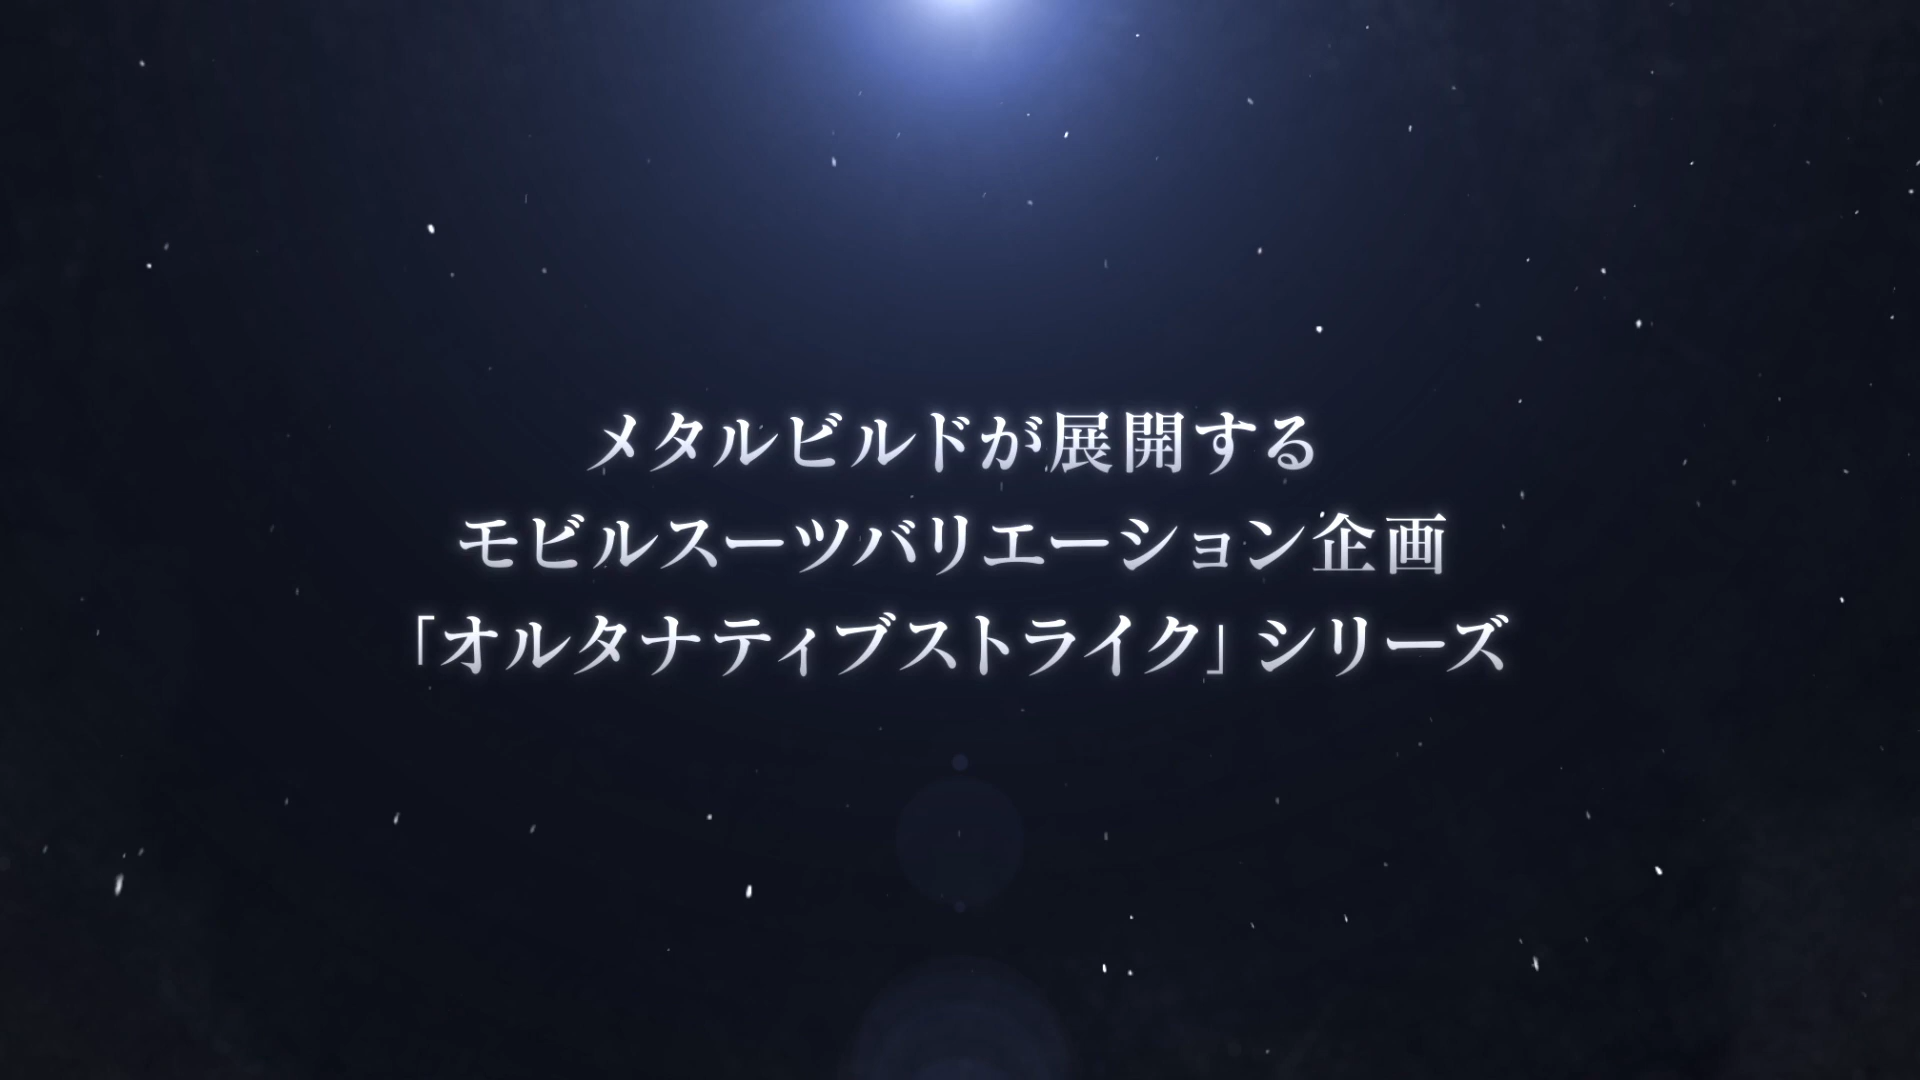 メタルビルドが展開する
モビルスーツバリエーション企画
「オルタナティブストライク」シリーズ